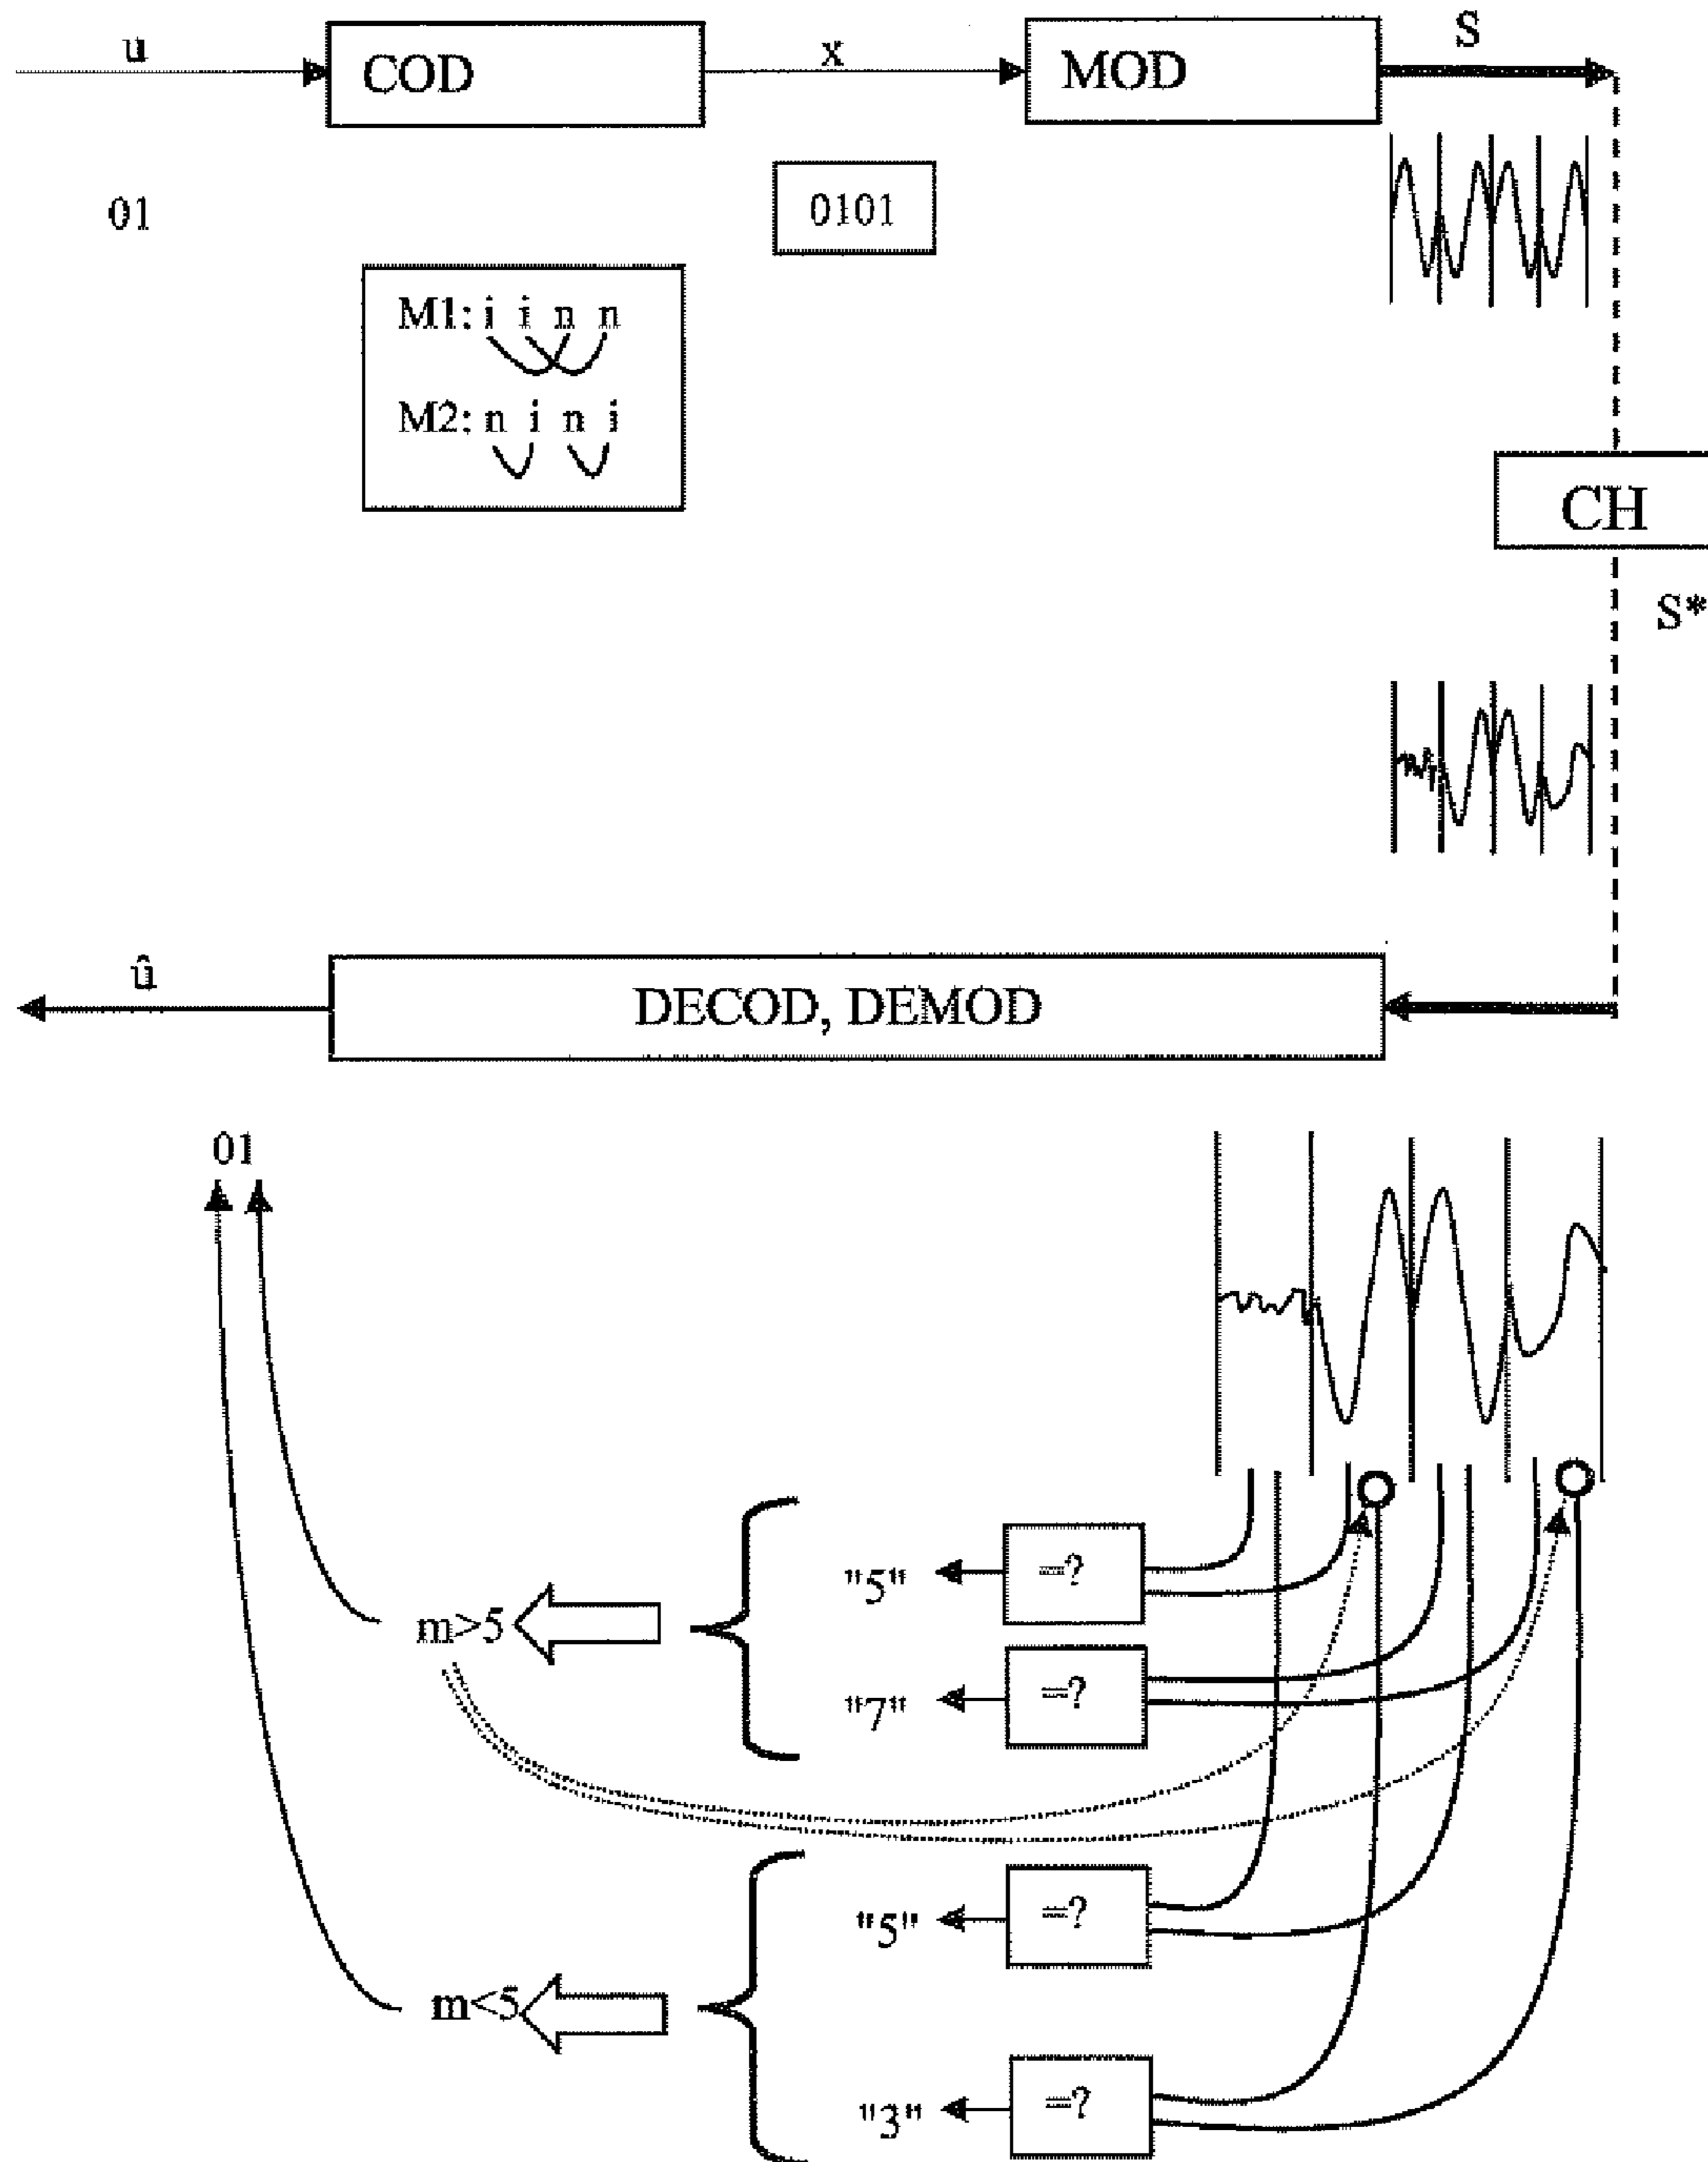 u
COD
x
MOD
S
01
0101
M1: i i n n
M2: n i n i
CH
S*
û
DECOD, DEMOD
01
"5"
=?
m>5
"7"
=?
"5"
=?
m<5
"3"
=?